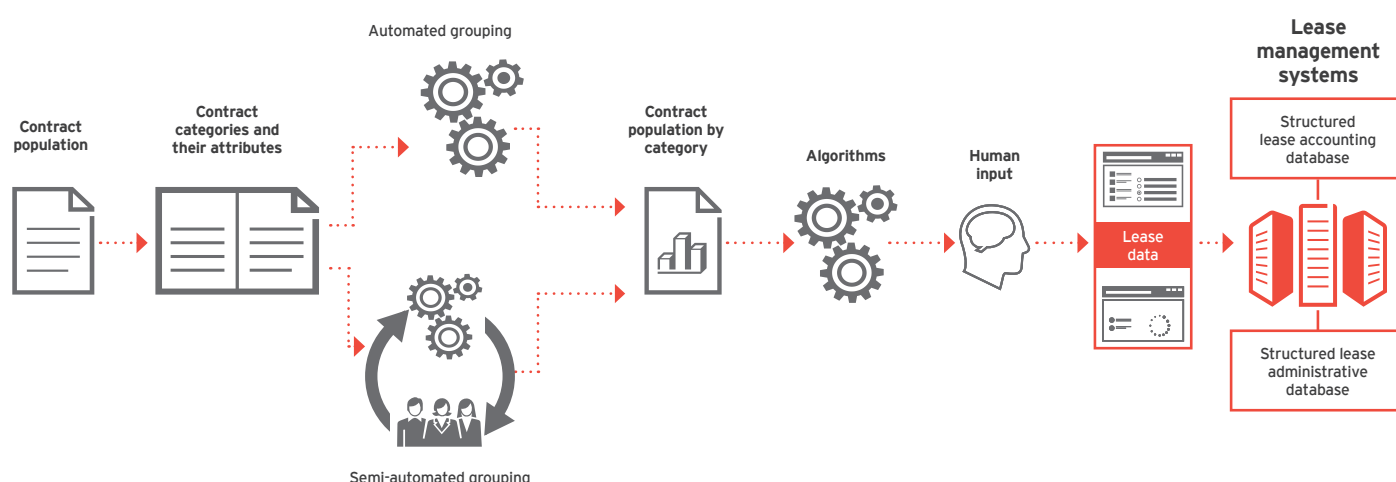 Contract
population
Contract
categories and
their attributes
Automated grouping
Semi-automated grouping
Contract
population by
category
Algorithms
Human
input
Lease
data
Lease
management
systems
Structured
lease accounting
database
Structured lease
administrative
database